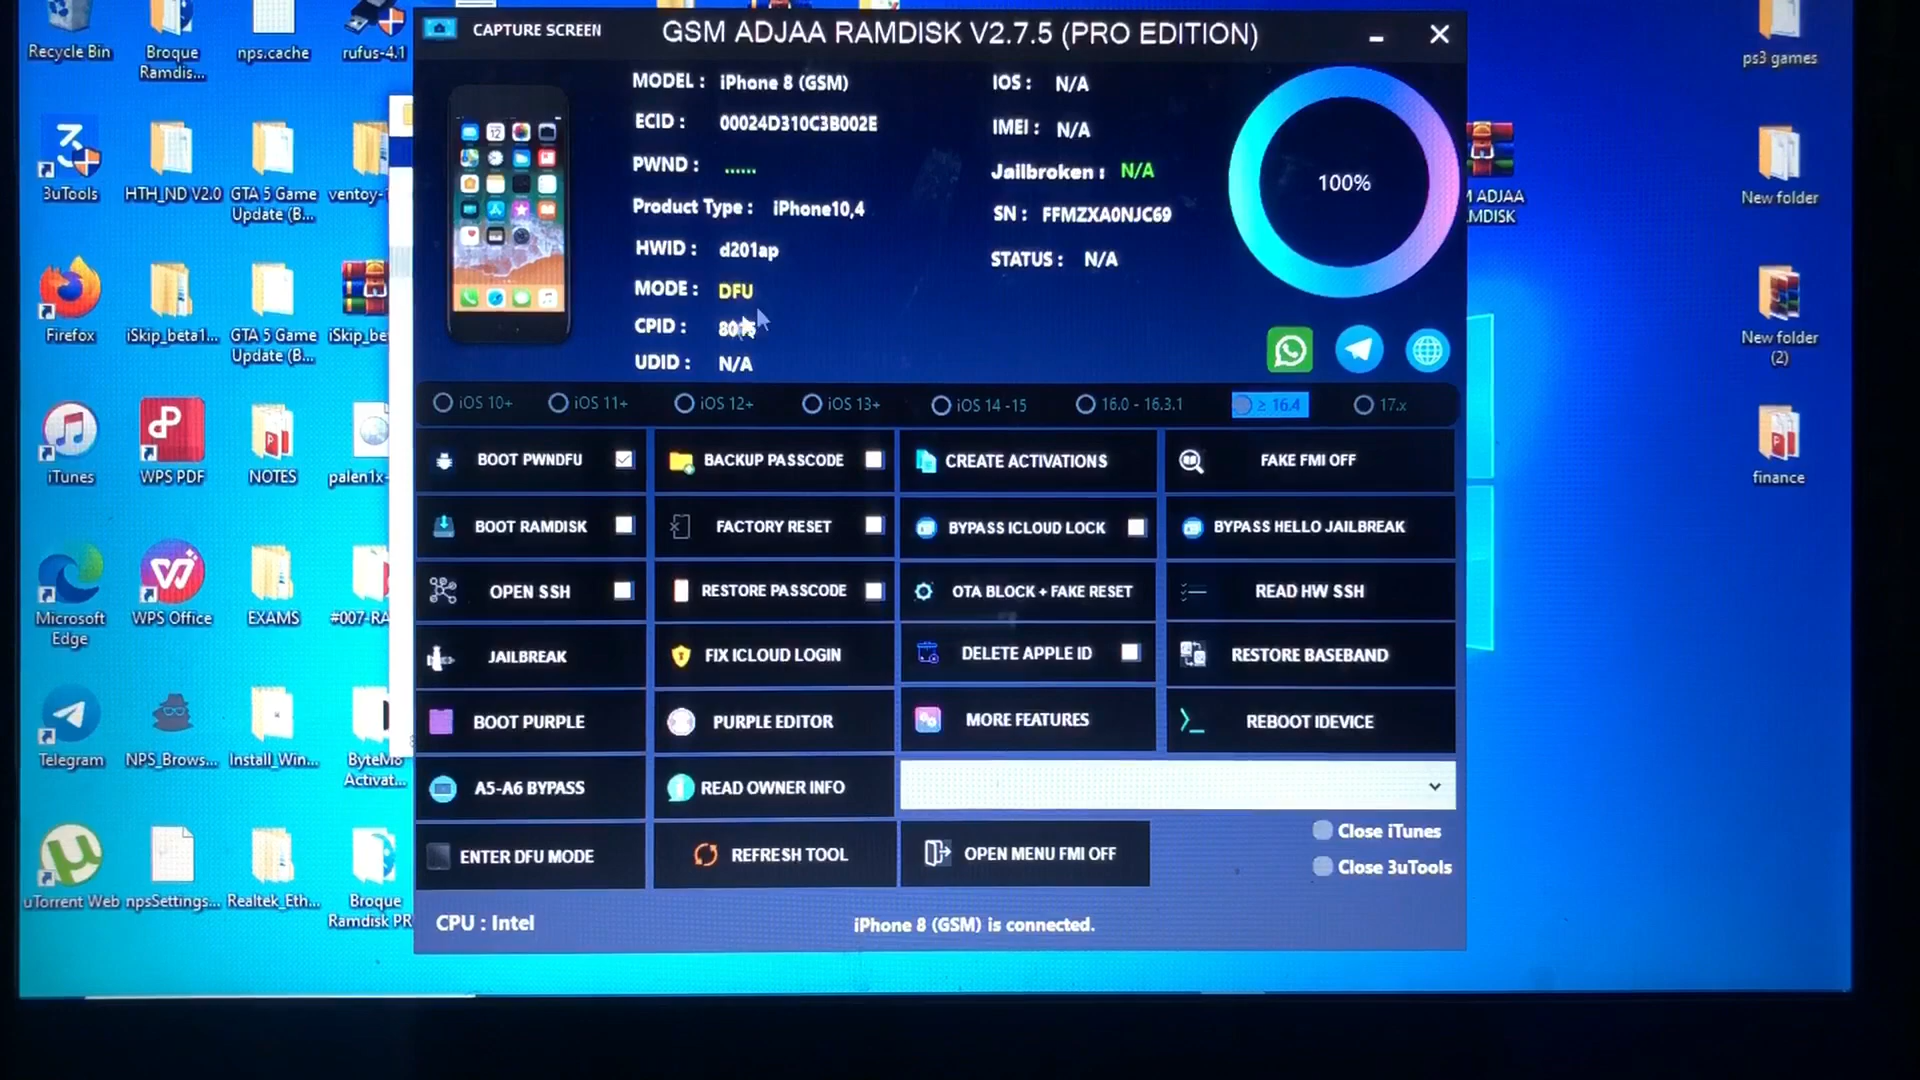 CAPTURE SCREEN
GSM ADJAA RAMDISK V2.7.5 (PRO EDITION)
MODEL : iPhone 8 (GSM)
ECID : 00024D310C3B002E
PWND : ......
Product Type : iPhone10,4
HWID : d201ap
MODE : DFU
CPID :
UDID : N/A
IOS : N/A
IMEI : N/A
Jailbroken : N/A
SN : FFMZXA0NJC69
STATUS : N/A
100%
iOS 10+
iOS 11+
iOS 12+
iOS 13+
iOS 14 -15
16.0 - 16.3.1
≥ 16.4
17.x
BOOT PWNDFU
BACKUP PASSCODE
CREATE ACTIVATIONS
FAKE FMI OFF
BOOT RAMDISK
FACTORY RESET
BYPASS ICLOUD LOCK
BYPASS HELLO JAILBREAK
OPEN SSH
RESTORE PASSCODE
OTA BLOCK + FAKE RESET
READ HW SSH
JAILBREAK
FIX ICLOUD LOGIN
DELETE APPLE ID
RESTORE BASEBAND
BOOT PURPLE
PURPLE EDITOR
MORE FEATURES
REBOOT IDEVICE
A5-A6 BYPASS
READ OWNER INFO
ENTER DFU MODE
REFRESH TOOL
OPEN MENU FMI OFF
Close iTunes
Close 3uTools
CPU : Intel
iPhone 8 (GSM) is connected.
Recycle Bin
Broque
Ramdis...
nps.cache
rufus-4.1
3uTools
HTH_ND V2.0
GTA 5 Game
Update (B...
ventoy-
Firefox
iSkip_beta1...
GTA 5 Game
Update (B...
iSkip_be
iTunes
WPS PDF
NOTES
palen1x-
Microsoft
Edge
WPS Office
EXAMS
#007-RA
Telegram
NPS_Brows...
Install_Win...
ByteM8
Activat...
uTorrent Web
npsSettings...
Realtek_Eth...
Broque
Ramdisk PR
M ADJAA
MDISK
ps3 games
New folder
New folder
(2)
finance